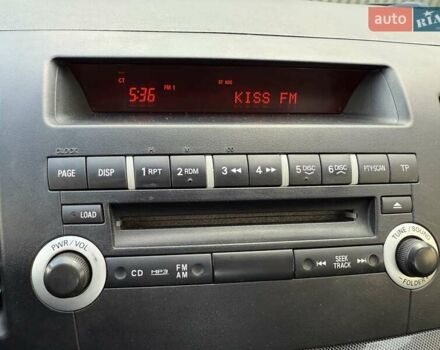 auto RIA
CT
5:36 FM 1 ST RDS KISS FM
CLOCK H M 00
PAGE DISP 1 RPT 2 RDM 3 ◄◄ 4 ►► 5 DISC 6 DISC PTY/SCAN TP
LOAD
PWR / VOL
TUNE / SOUND
CD MP3 FM AM
SEEK TRACK
FOLDER